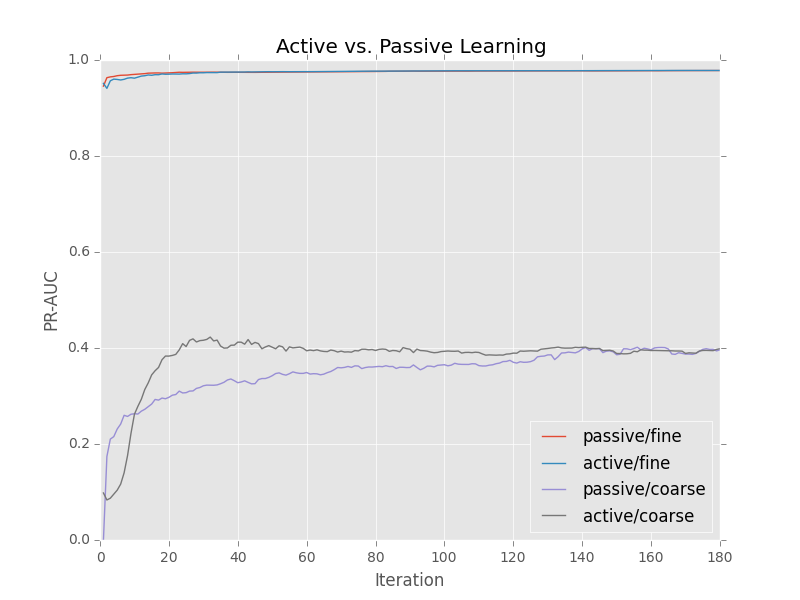 Active vs. Passive Learning
1.0
0.8
0.6
0.4
0.2
0.0
PR-AUC
passive/fine
active/fine
passive/coarse
active/coarse
0 20 40 60 80 100 120 140 160 180
Iteration